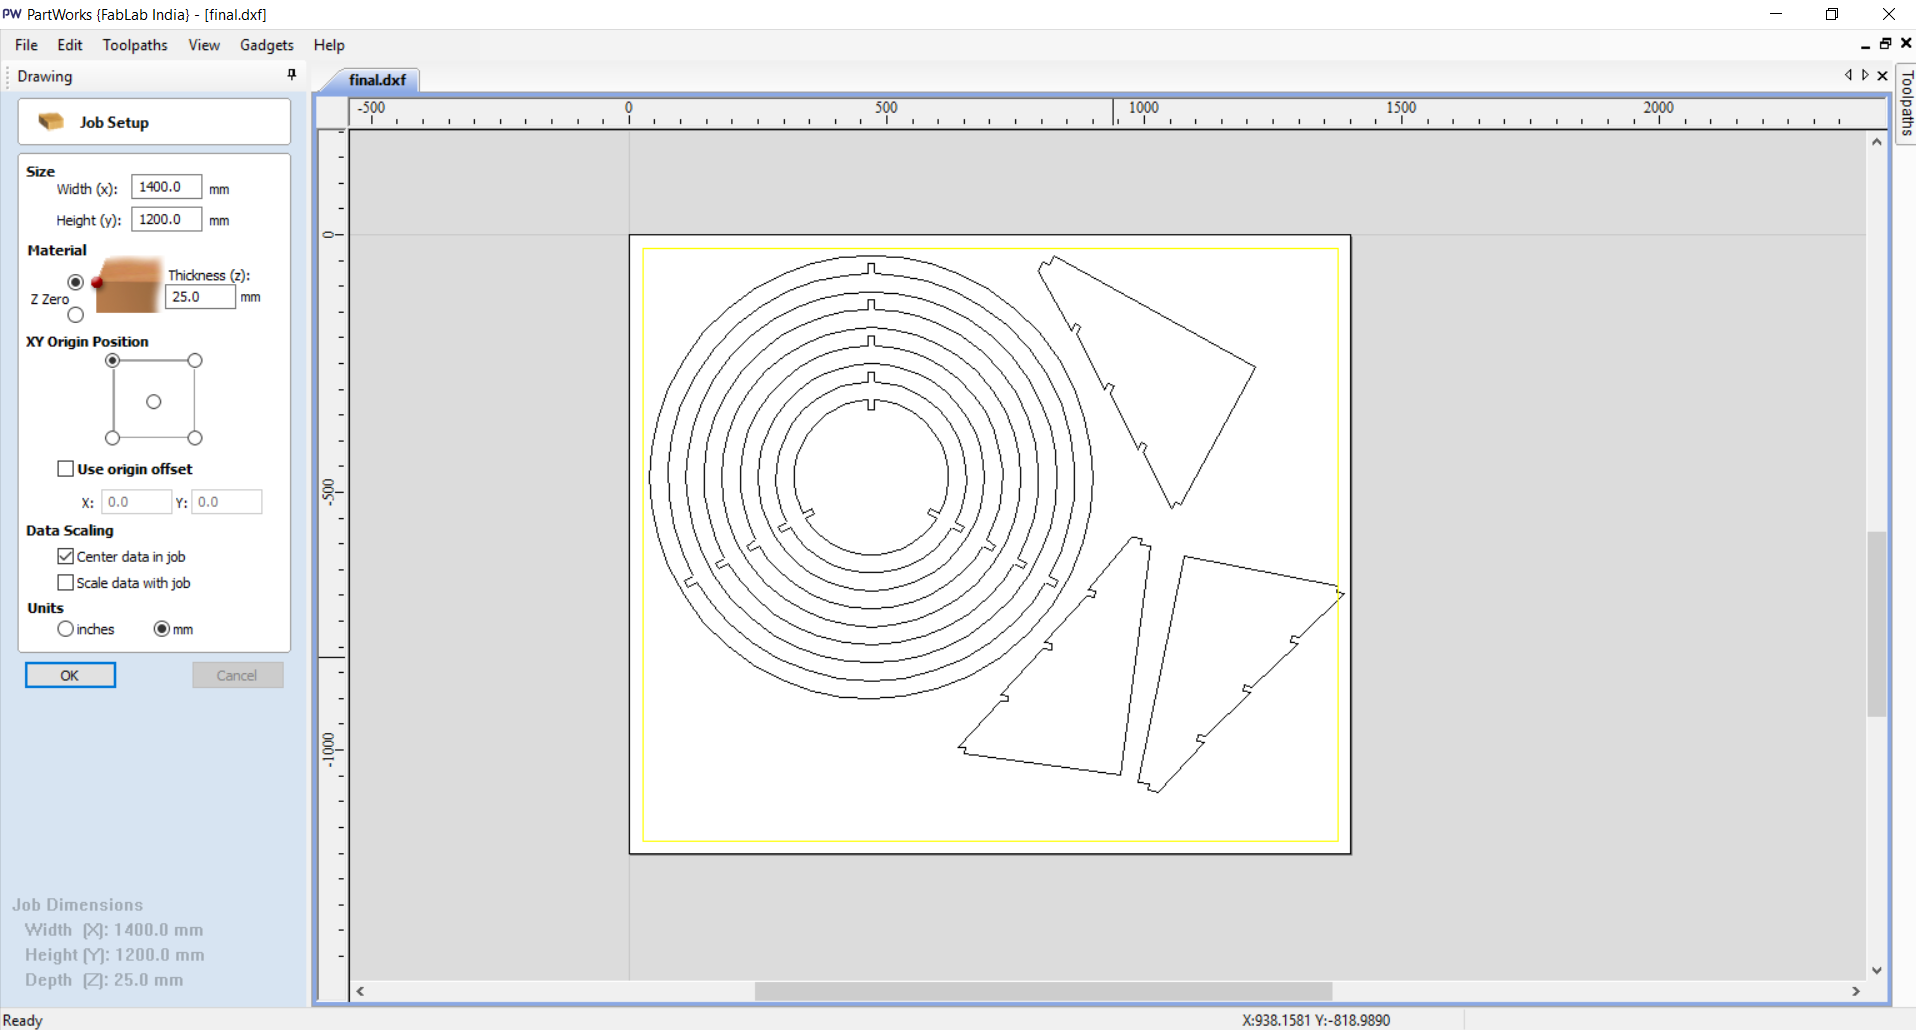 PW PartWorks {FabLab India} - [final.dxf]
File Edit Toolpaths View Gadgets Help
Drawing
final.dxf
Toolpaths
Job Setup
-500 0 500 1000 1500 2000
0
-500
-1000
Size
Width (x): 1400.0 mm
Height (y): 1200.0 mm
Material
Thickness (z):
Z Zero 25.0 mm
XY Origin Position
Use origin offset
X: 0.0 Y: 0.0
Data Scaling
Center data in job
Scale data with job
Units
inches mm
OK Cancel
Job Dimensions
Width (X): 1400.0 mm
Height (Y): 1200.0 mm
Depth (Z): 25.0 mm
Ready X:938.1581 Y:-818.9890